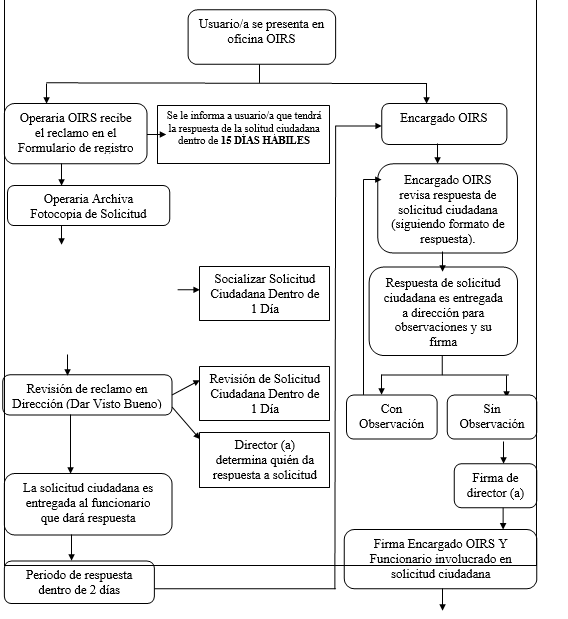 Usuario/a se presenta en
oficina OIRS
Operaria OIRS recibe
el reclamo en el
Formulario de registro
Se le informa a usuario/a que tendrá
la respuesta de la solitud ciudadana
dentro de 15 DÍAS HÁBILES
Encargado OIRS
Operaria Archiva
Fotocopia de Solicitud
Encargado OIRS
revisa respuesta de
solicitud ciudadana
(siguiendo formato de
respuesta).
Socializar Solicitud
Ciudadana Dentro de
1 Día
Respuesta de solicitud
ciudadana es entregada
a dirección para
observaciones y su
firma
Revisión de reclamo en
Dirección (Dar Visto Bueno)
Revisión de Solicitud
Ciudadana Dentro de
1 Día
Con
Observación
Sin
Observación
Director (a)
determina quién da
respuesta a solicitud
La solicitud ciudadana es
entregada al funcionario
que dará respuesta
Firma de
director (a)
Firma Encargado OIRS Y
Funcionario involucrado en
solicitud ciudadana
Periodo de respuesta
dentro de 2 días